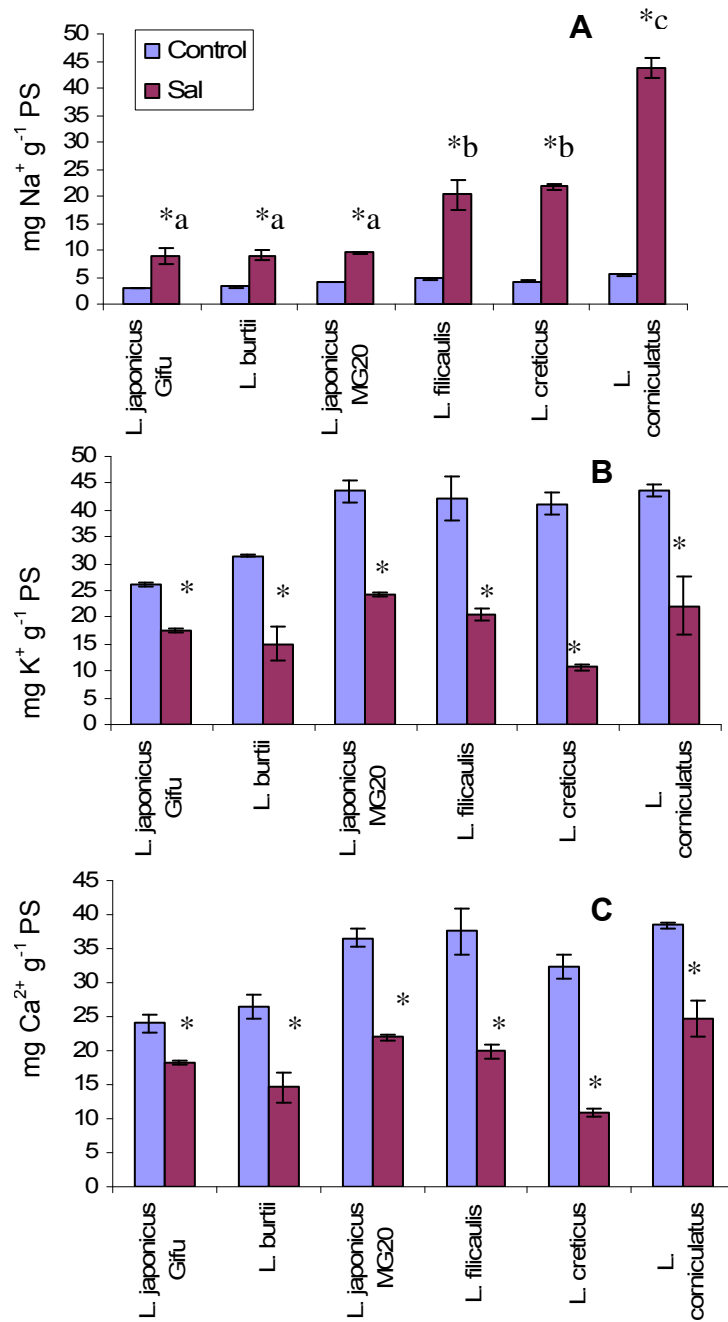 A
*c
Control
Sal
*b
*b
*a
*a
*a
50
45
40
35
30
25
20
15
10
5
0
mg Na⁺ g⁻¹ PS
L. japonicus
Gifu
L. burtii
L. japonicus
MG20
L. filicaulis
L. creticus
L.
corniculatus
B
50
45
40
35
30
25
20
15
10
5
0
mg K⁺ g⁻¹ PS
*
*
*
*
*
*
L. japonicus
Gifu
L. burtii
L. japonicus
MG20
L. filicaulis
L. creticus
L.
corniculatus
C
45
40
35
30
25
20
15
10
5
0
mg Ca²⁺ g⁻¹ PS
*
*
*
*
*
*
L. japonicus
Gifu
L. burtii
L. japonicus
MG20
L. filicaulis
L. creticus
L.
corniculatus